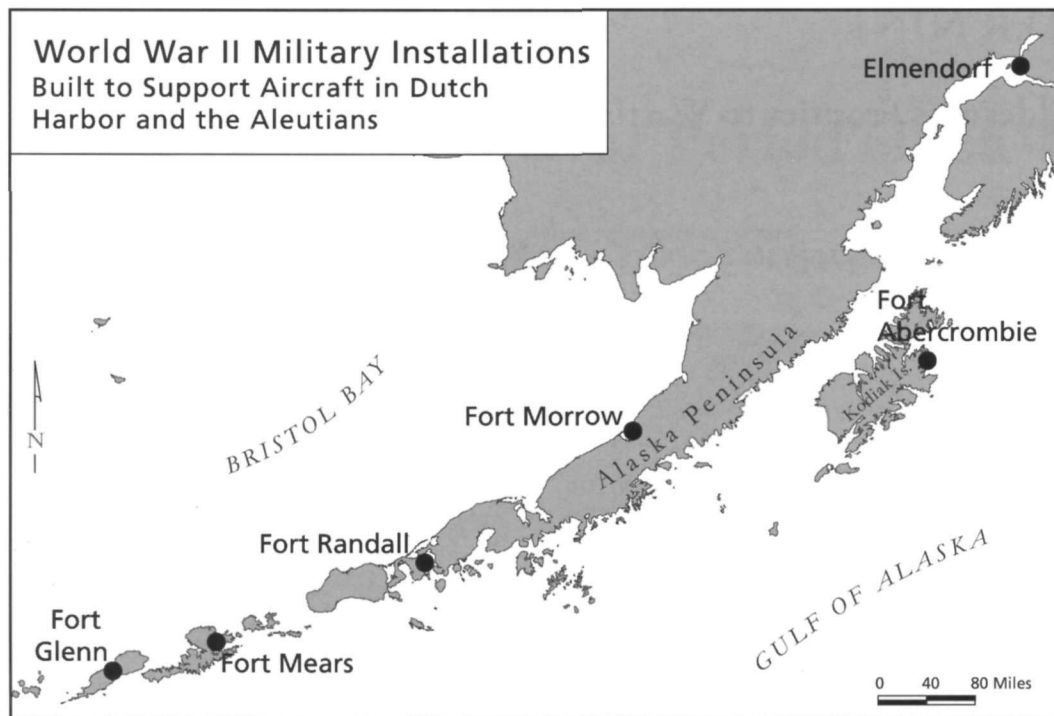 World War II Military Installations
Built to Support Aircraft in Dutch
Harbor and the Aleutians
Elmendorf
Fort
Abercrombie
Kodiak Is.
Alaska Peninsula
BRISTOL BAY
N
Fort Morrow
Fort Randall
GULF OF ALASKA
Fort
Glenn
Fort Mears
0 40 80 Miles